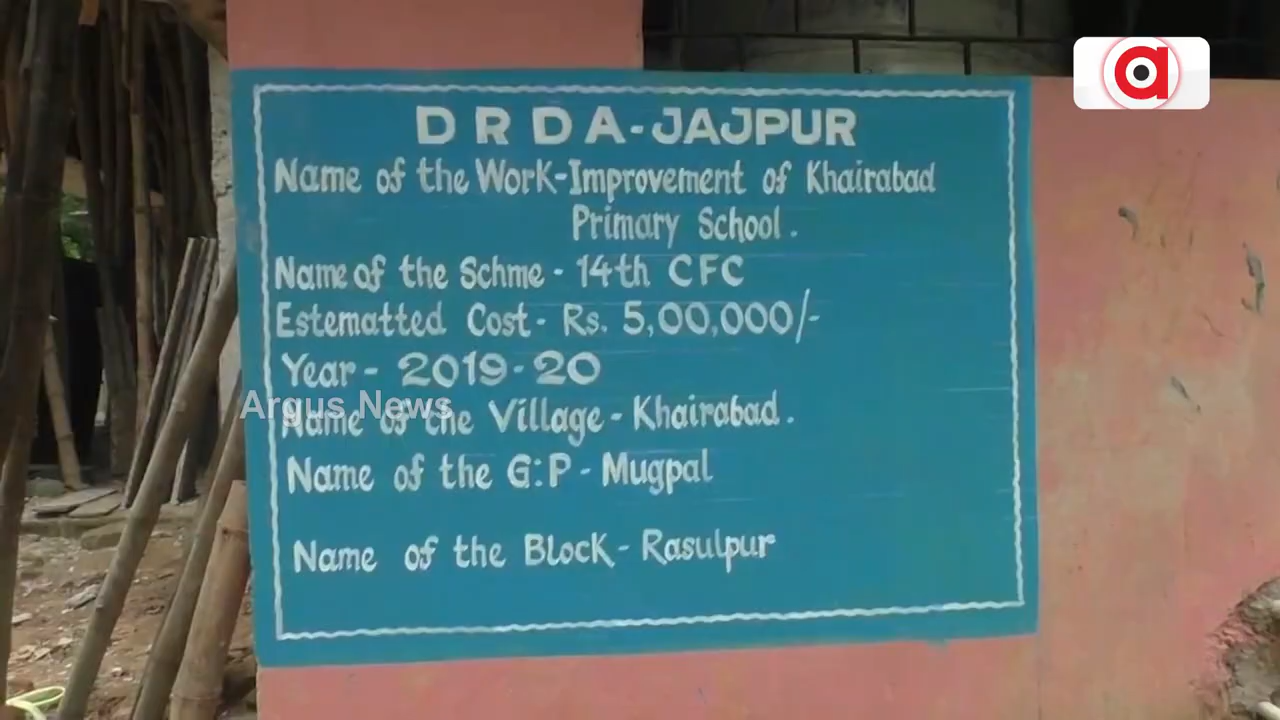 D R D A-JAJPUR
Name of the Work-Improvement of Khairabad
Primary School.
Name of the Schme - 14th CFC
Estematted Cost- Rs. 5,00,000/-
Year - 2019-20
Argus News
Name of the Village - Khairabad.
Name of the G:P - Mugpal
Name of the Block - Rasulpur
a